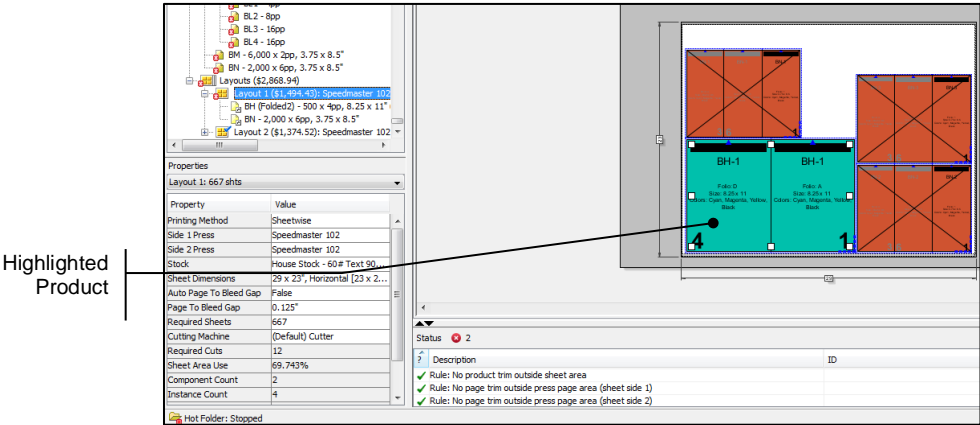 BL2 - 8pp
BL3 - 16pp
BL4 - 16pp
BM - 6,000 x 2pp, 3.75 x 8.5"
BN - 2,000 x 6pp, 3.75 x 8.5"
Layouts ($2,868.94)
Layout 1 ($1,494.43): Speedmaster 102
BH (Folded2) - 500 x 4pp, 8.25 x 11"
BN - 2,000 x 6pp, 3.75 x 8.5"
Layout 2 ($1,374.52): Speedmaster 102
Properties
Layout 1: 667 shts
Property Value
Printing Method Sheetwise
Side 1 Press Speedmaster 102
Side 2 Press Speedmaster 102
Stock House Stock - 60# Text 90...
Sheet Dimensions 29 x 23", Horizontal [23 x 2...
Auto Page To Bleed Gap False
Page To Bleed Gap 0.125"
Required Sheets 667
Cutting Machine (Default) Cutter
Required Cuts 12
Sheet Area Use 69.743%
Component Count 2
Instance Count 4
Hot Folder: Stopped
Highlighted
Product
1
1
BH-1 BH-1
Folio: D Folio: A
Size: 8.25x 11 Size: 8.25x 11
Colors: Cyan, Magenta, Yellow, Colors: Cyan, Magenta, Yellow,
Black Black
4 1 1
Status 2
? Description ID
Rule: No product trim outside sheet area
Rule: No page trim outside press page area (sheet side 1)
Rule: No page trim outside press page area (sheet side 2)